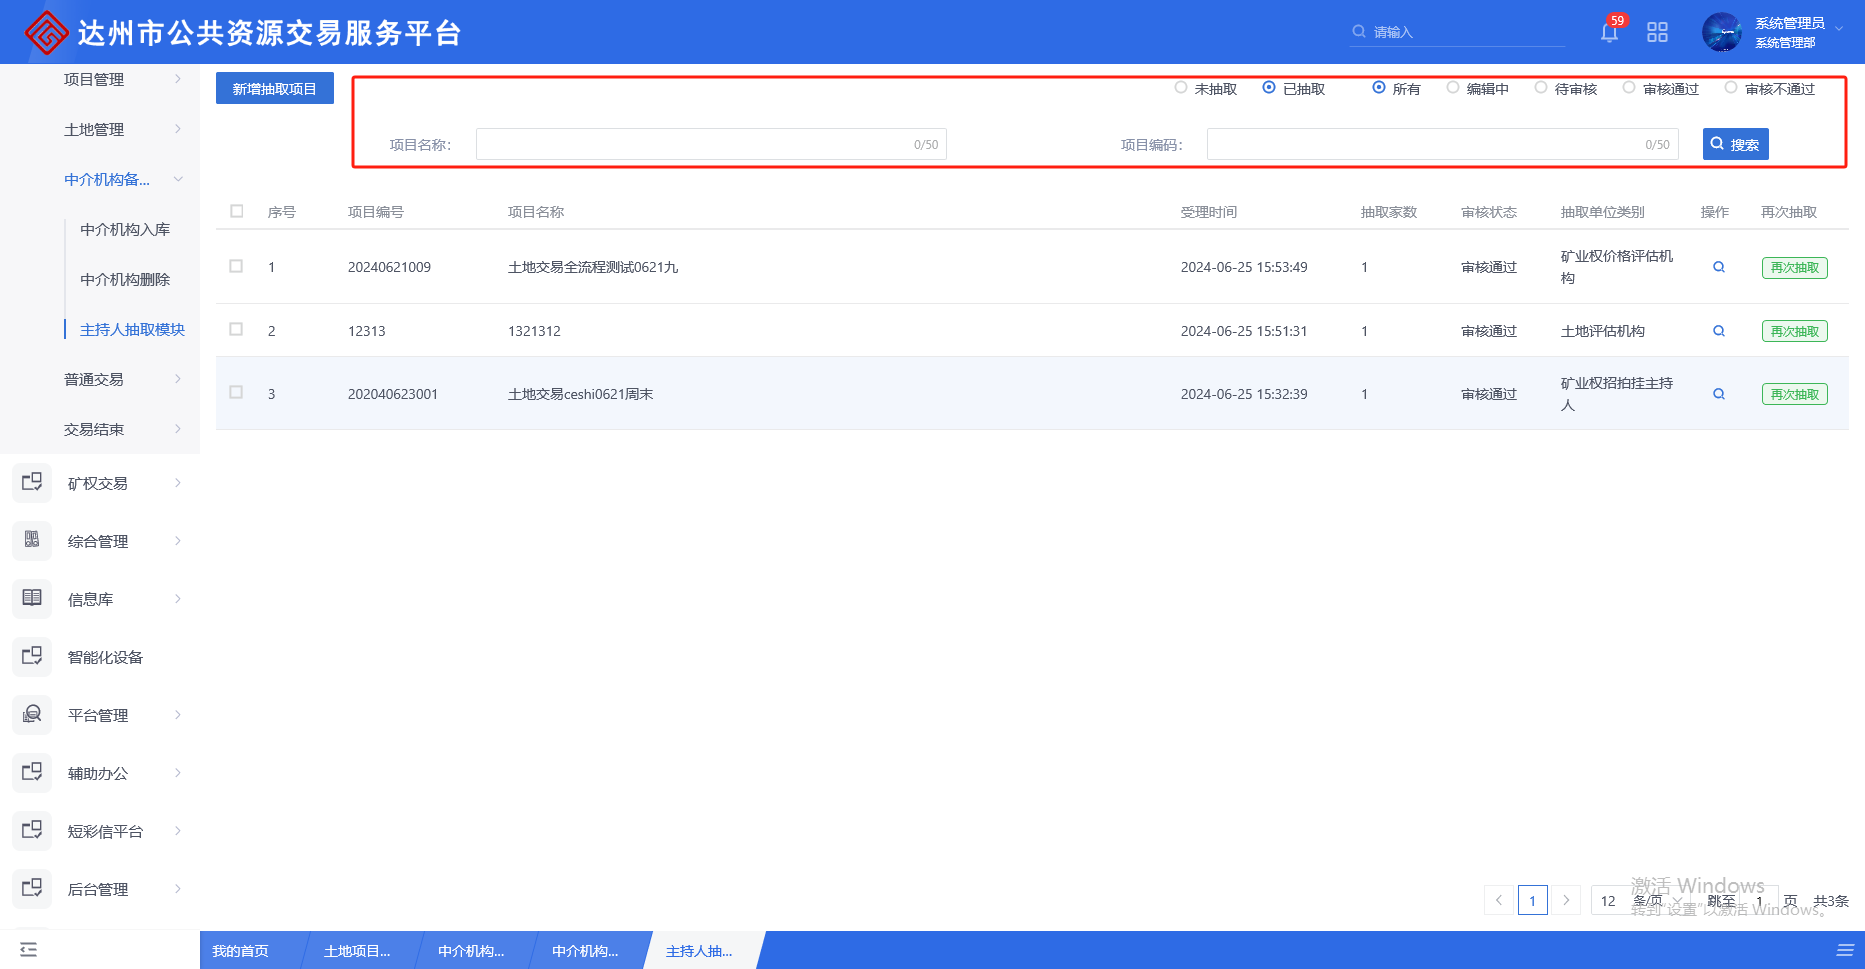 达州市公共资源交易服务平台
请输入
59
系统管理员
系统管理部
项目管理
土地管理
中介机构备...
中介机构入库
中介机构删除
主持人抽取模块
普通交易
交易结束
矿权交易
综合管理
信息库
智能化设备
平台管理
辅助办公
短彩信平台
后台管理
新增抽取项目
未抽取 已抽取 所有 编辑中 待审核 审核通过 审核不通过
项目名称： 0/50 项目编码： 0/50 搜索
序号 项目编号 项目名称 受理时间 抽取家数 审核状态 抽取单位类别 操作 再次抽取
1 20240621009 土地交易全流程测试0621九 2024-06-25 15:53:49 1 审核通过 矿业权价格评估机构 再次抽取
2 12313 1321312 2024-06-25 15:51:31 1 审核通过 土地评估机构 再次抽取
3 202040623001 土地交易ceshi0621周末 2024-06-25 15:32:39 1 审核通过 矿业权招拍挂主持人 再次抽取
激活 Windows
转到“设置”以激活 Windows。
1 12 条/页 跳至 1 页 共3条
我的首页 土地项目... 中介机构... 中介机构... 主持人抽...